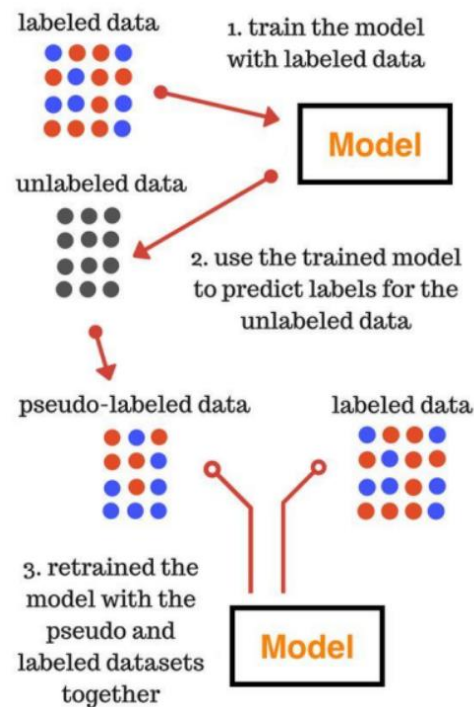 labeled data
1. train the model
with labeled data
Model
unlabeled data
2. use the trained model
to predict labels for the
unlabeled data
pseudo-labeled data
labeled data
3. retrained the
model with the
pseudo and
labeled datasets
together
Model